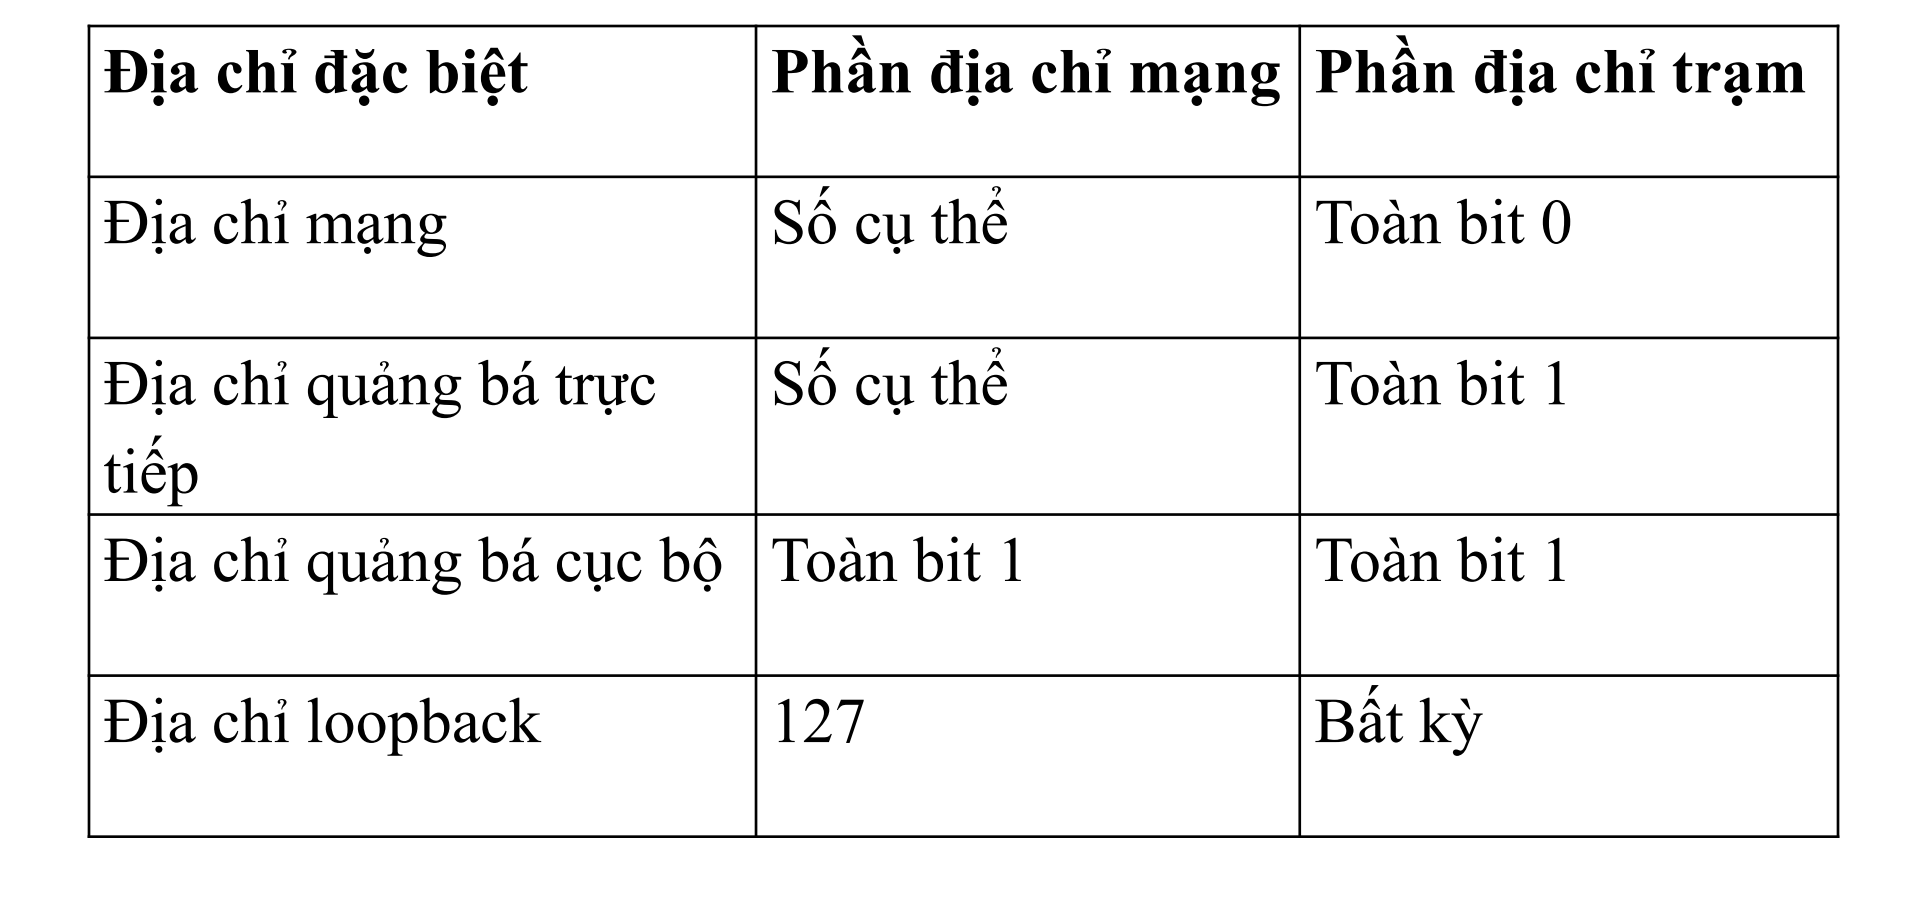 Địa chỉ đặc biệt
Phần địa chỉ mạng
Phần địa chỉ trạm
Địa chỉ mạng
Số cụ thể
Toàn bit 0
Địa chỉ quảng bá trực
tiếp
Số cụ thể
Toàn bit 1
Địa chỉ quảng bá cục bộ
Toàn bit 1
Toàn bit 1
Địa chỉ loopback
127
Bất kỳ